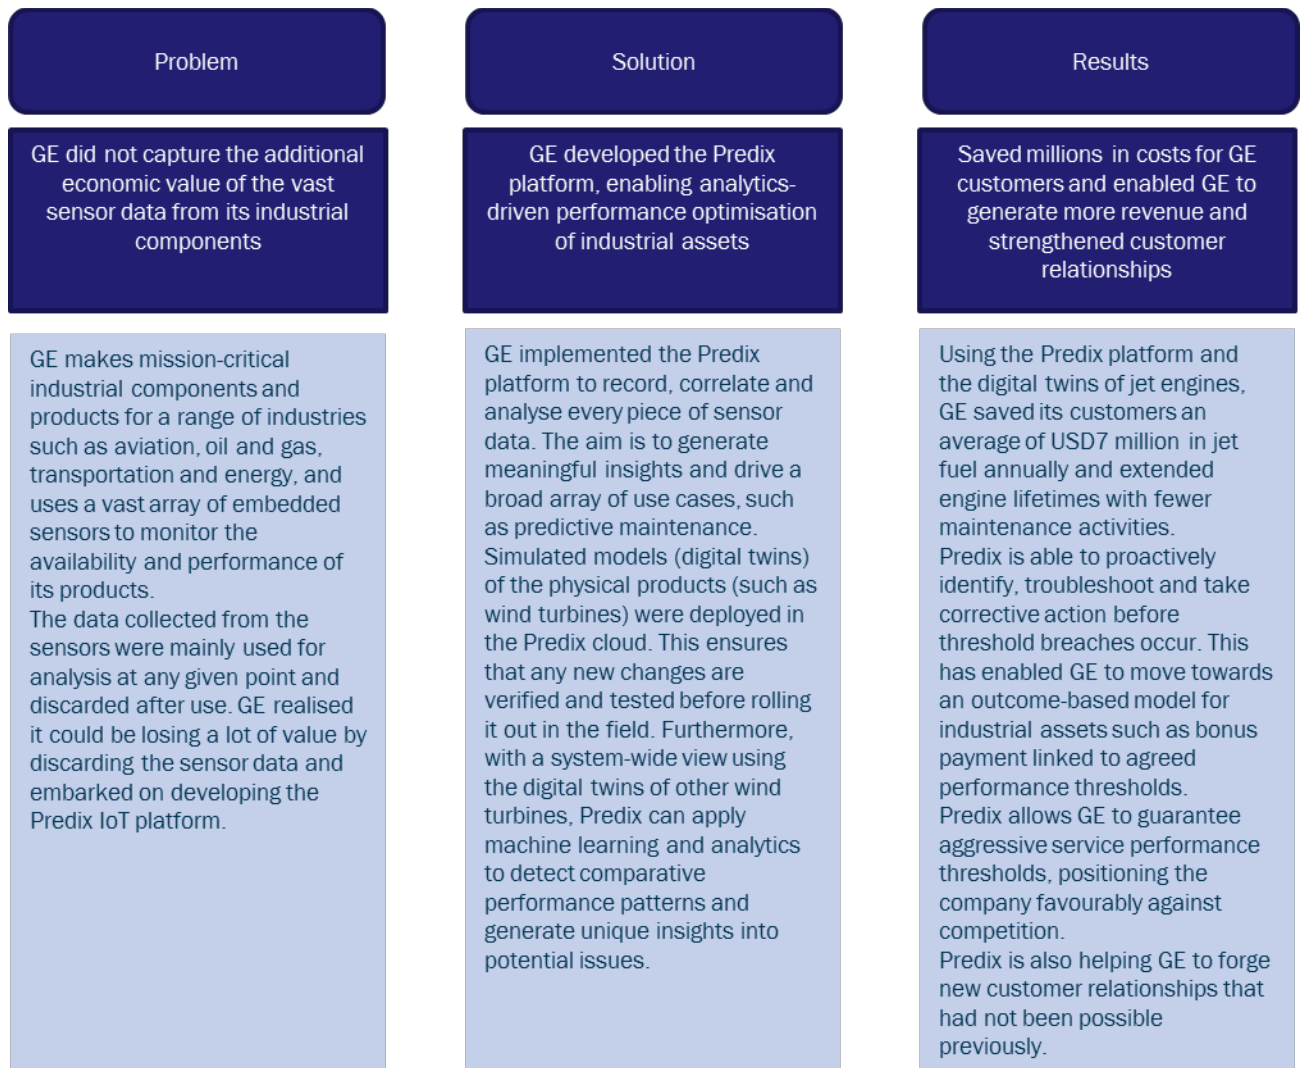 Problem
GE did not capture the additional
economic value of the vast
sensor data from its industrial
components
GE makes mission-critical
industrial components and
products for a range of industries
such as aviation, oil and gas,
transportation and energy, and
uses a vast array of embedded
sensors to monitor the
availability and performance of
its products.
The data collected from the
sensors were mainly used for
analysis at any given point and
discarded after use. GE realised
it could be losing a lot of value by
discarding the sensor data and
embarked on developing the
Predix IoT platform.
Solution
GE developed the Predix
platform, enabling analytics-
driven performance optimisation
of industrial assets
GE implemented the Predix
platform to record, correlate and
analyse every piece of sensor
data. The aim is to generate
meaningful insights and drive a
broad array of use cases, such
as predictive maintenance.
Simulated models (digital twins)
of the physical products (such as
wind turbines) were deployed in
the Predix cloud. This ensures
that any new changes are
verified and tested before rolling
it out in the field. Furthermore,
with a system-wide view using
the digital twins of other wind
turbines, Predix can apply
machine learning and analytics
to detect comparative
performance patterns and
generate unique insights into
potential issues.
Results
Saved millions in costs for GE
customers and enabled GE to
generate more revenue and
strengthened customer
relationships
Using the Predix platform and
the digital twins of jet engines,
GE saved its customers an
average of USD7 million in jet
fuel annually and extended
engine lifetimes with fewer
maintenance activities.
Predix is able to proactively
identify, troubleshoot and take
corrective action before
threshold breaches occur. This
has enabled GE to move towards
an outcome-based model for
industrial assets such as bonus
payment linked to agreed
performance thresholds.
Predix allows GE to guarantee
aggressive service performance
thresholds, positioning the
company favourably against
competition.
Predix is also helping GE to forge
new customer relationships that
had not been possible
previously.